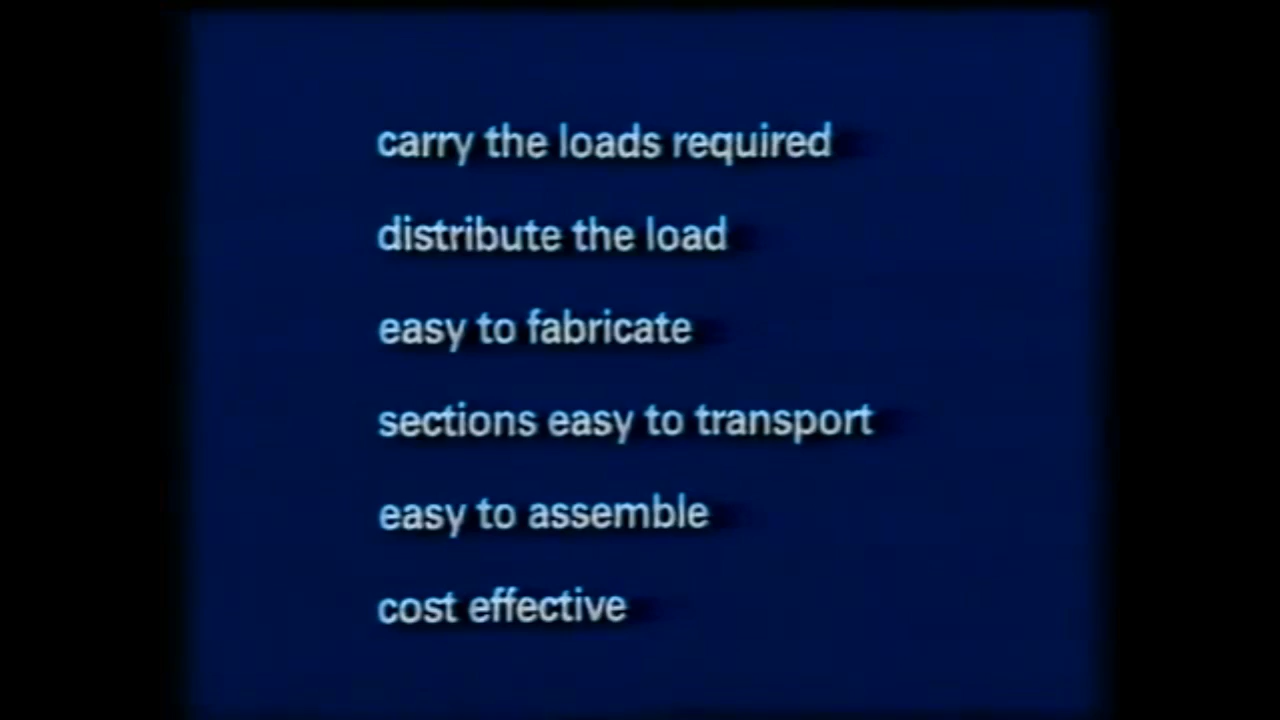 carry the loads required
distribute the load
easy to fabricate
sections easy to transport
easy to assemble
cost effective